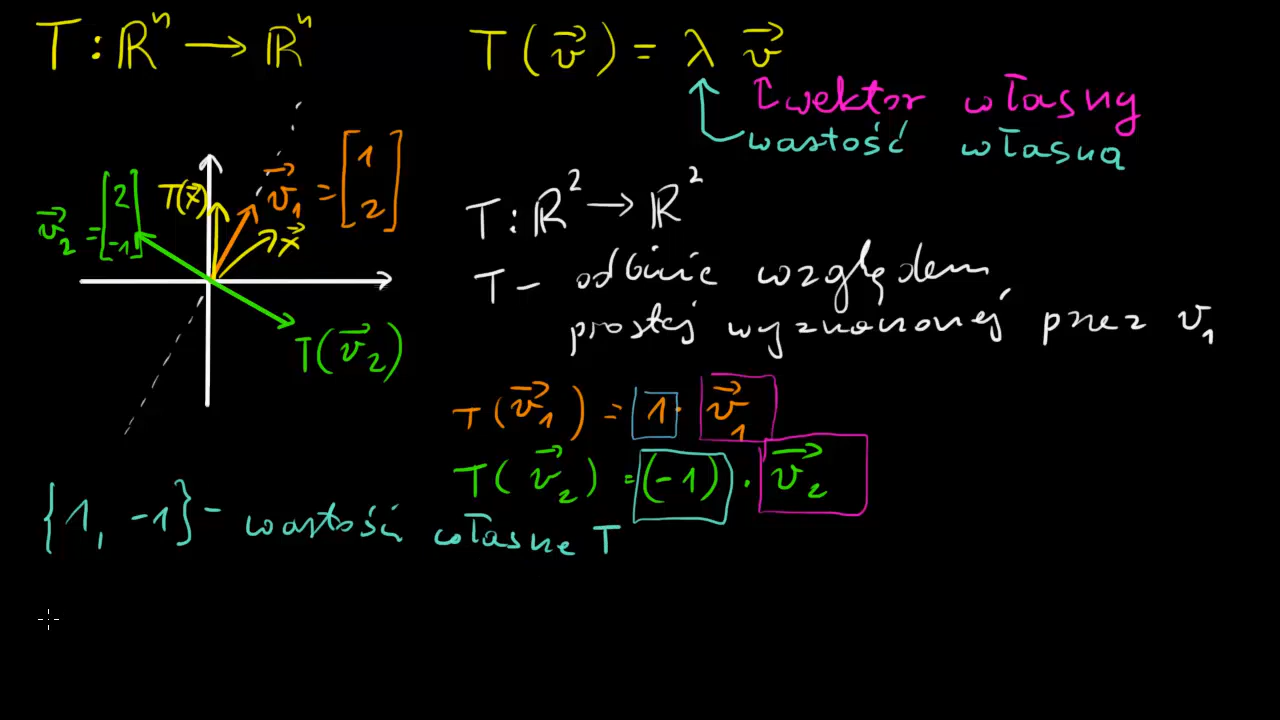 T : ℝⁿ → ℝⁿ
T(v⃗) = λ v⃗
wektor własny
wastość własna
T(x⃗)
v⃗₁ = [1 2]
v⃗₂ = [2 -1]
x⃗
T(v⃗₂)
T : ℝ² → ℝ²
T - odbicie względem
prostej wyznaczonej przez v₁
T(v⃗₁) = 1 · v⃗₁
T(v⃗₂) = (-1) · v⃗₂
{1, -1} - wartości własne T